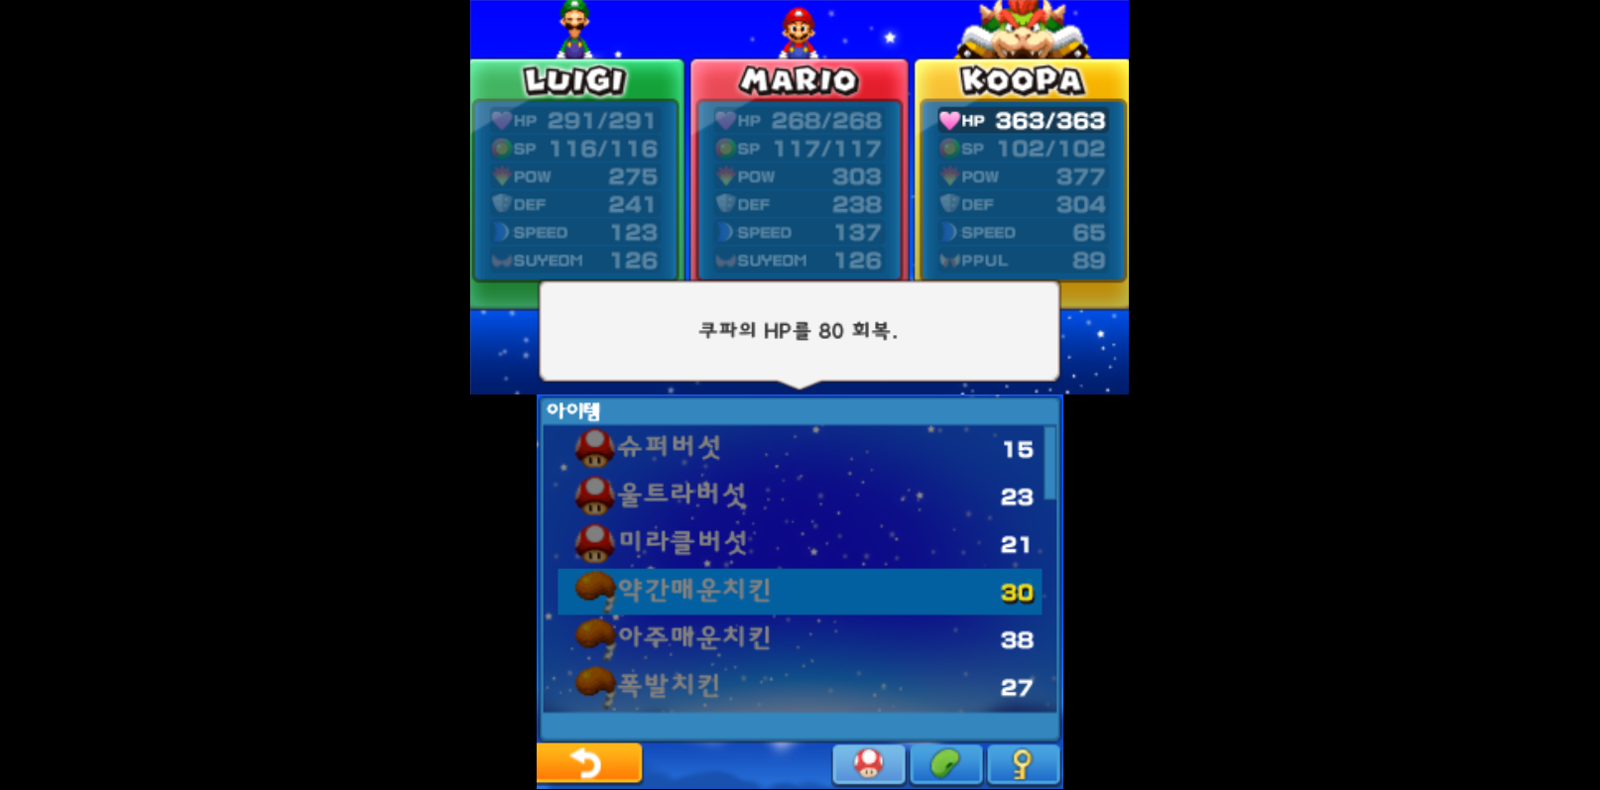 LUIGI
HP 291/291
SP 116/116
POW 275
DEF 241
SPEED 123
SUYEOM 126
MARIO
HP 268/268
SP 117/117
POW 303
DEF 238
SPEED 137
SUYEOM 126
KOOPA
HP 363/363
SP 102/102
POW 377
DEF 304
SPEED 65
PPUL 89
쿠파의 HP를 80 회복.
아이템
슈퍼버섯 15
울트라버섯 23
미라클버섯 21
약간매운치킨 30
아주매운치킨 38
폭발치킨 27